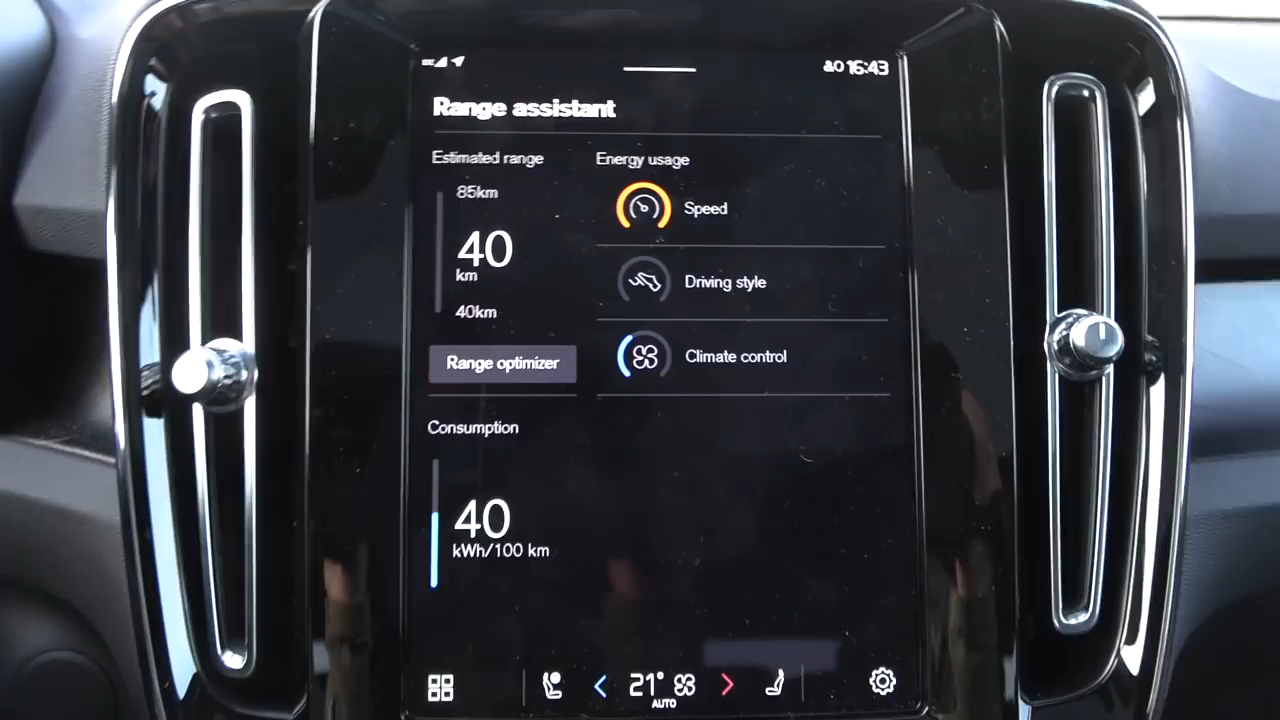 16:43
Range assistant
Estimated range
Energy usage
85km
40
km
40km
Speed
Driving style
Climate control
Range optimizer
Consumption
40
kWh/100 km
21°
AUTO